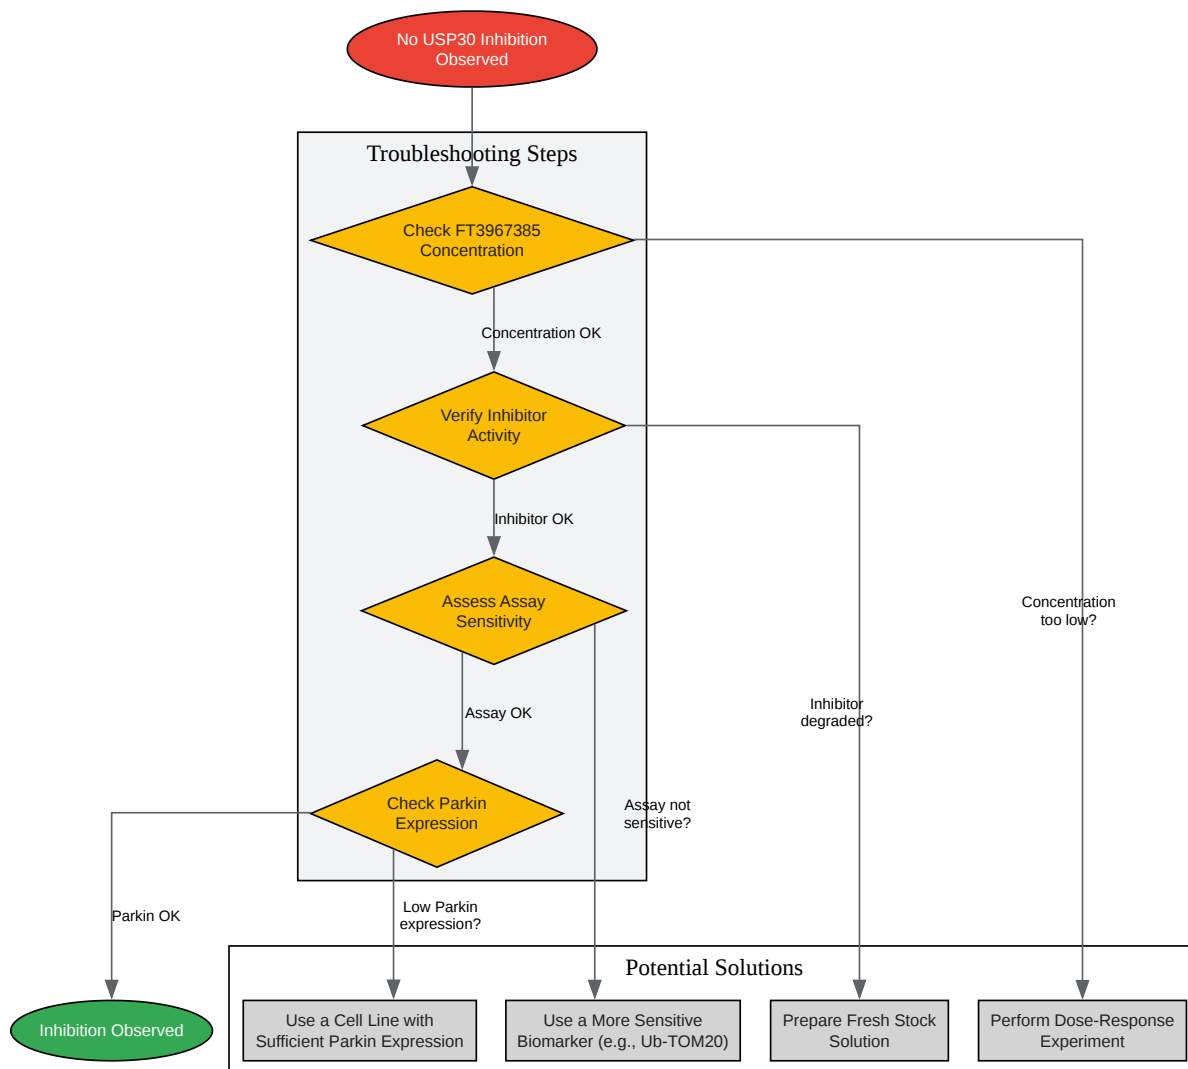 No USP30 Inhibition
Observed
Troubleshooting Steps
Check FT3967385
Concentration
Concentration OK
Verify Inhibitor
Activity
Inhibitor OK
Assess Assay
Sensitivity
Concentration
too low?
Inhibitor
degraded?
Assay OK
Check Parkin
Expression
Assay not
sensitive?
Parkin OK
Low Parkin
expression?
Potential Solutions
Inhibition Observed
Use a Cell Line with
Sufficient Parkin Expression
Use a More Sensitive
Biomarker (e.g., Ub-TOM20)
Prepare Fresh Stock
Solution
Perform Dose-Response
Experiment